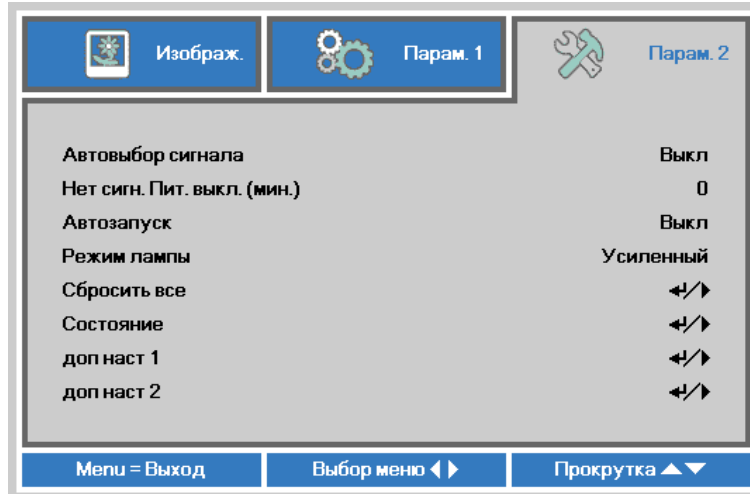 Изображ. Парам. 1 Парам. 2
Автовыбор сигнала Выкл
Нет сигн. Пит. выкл. (мин.) 0
Автозапуск Выкл
Режим лампы Усиленный
Сбросить все
Состояние
доп наст 1
доп наст 2
Menu = Выход Выбор меню Прокрутка